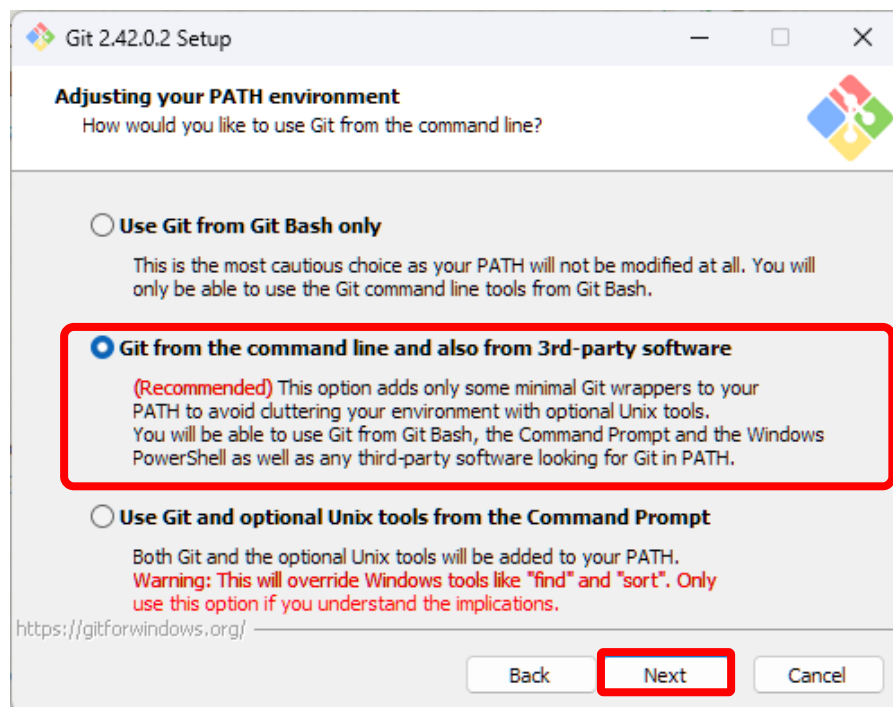 Git 2.42.0.2 Setup
Adjusting your PATH environment
How would you like to use Git from the command line?
Use Git from Git Bash only
This is the most cautious choice as your PATH will not be modified at all. You will
only be able to use the Git command line tools from Git Bash.
Git from the command line and also from 3rd-party software
(Recommended) This option adds only some minimal Git wrappers to your
PATH to avoid cluttering your environment with optional Unix tools.
You will be able to use Git from Git Bash, the Command Prompt and the Windows
PowerShell as well as any third-party software looking for Git in PATH.
Use Git and optional Unix tools from the Command Prompt
Both Git and the optional Unix tools will be added to your PATH.
Warning: This will override Windows tools like "find" and "sort". Only
use this option if you understand the implications.
https://gitforwindows.org/
Back Next Cancel